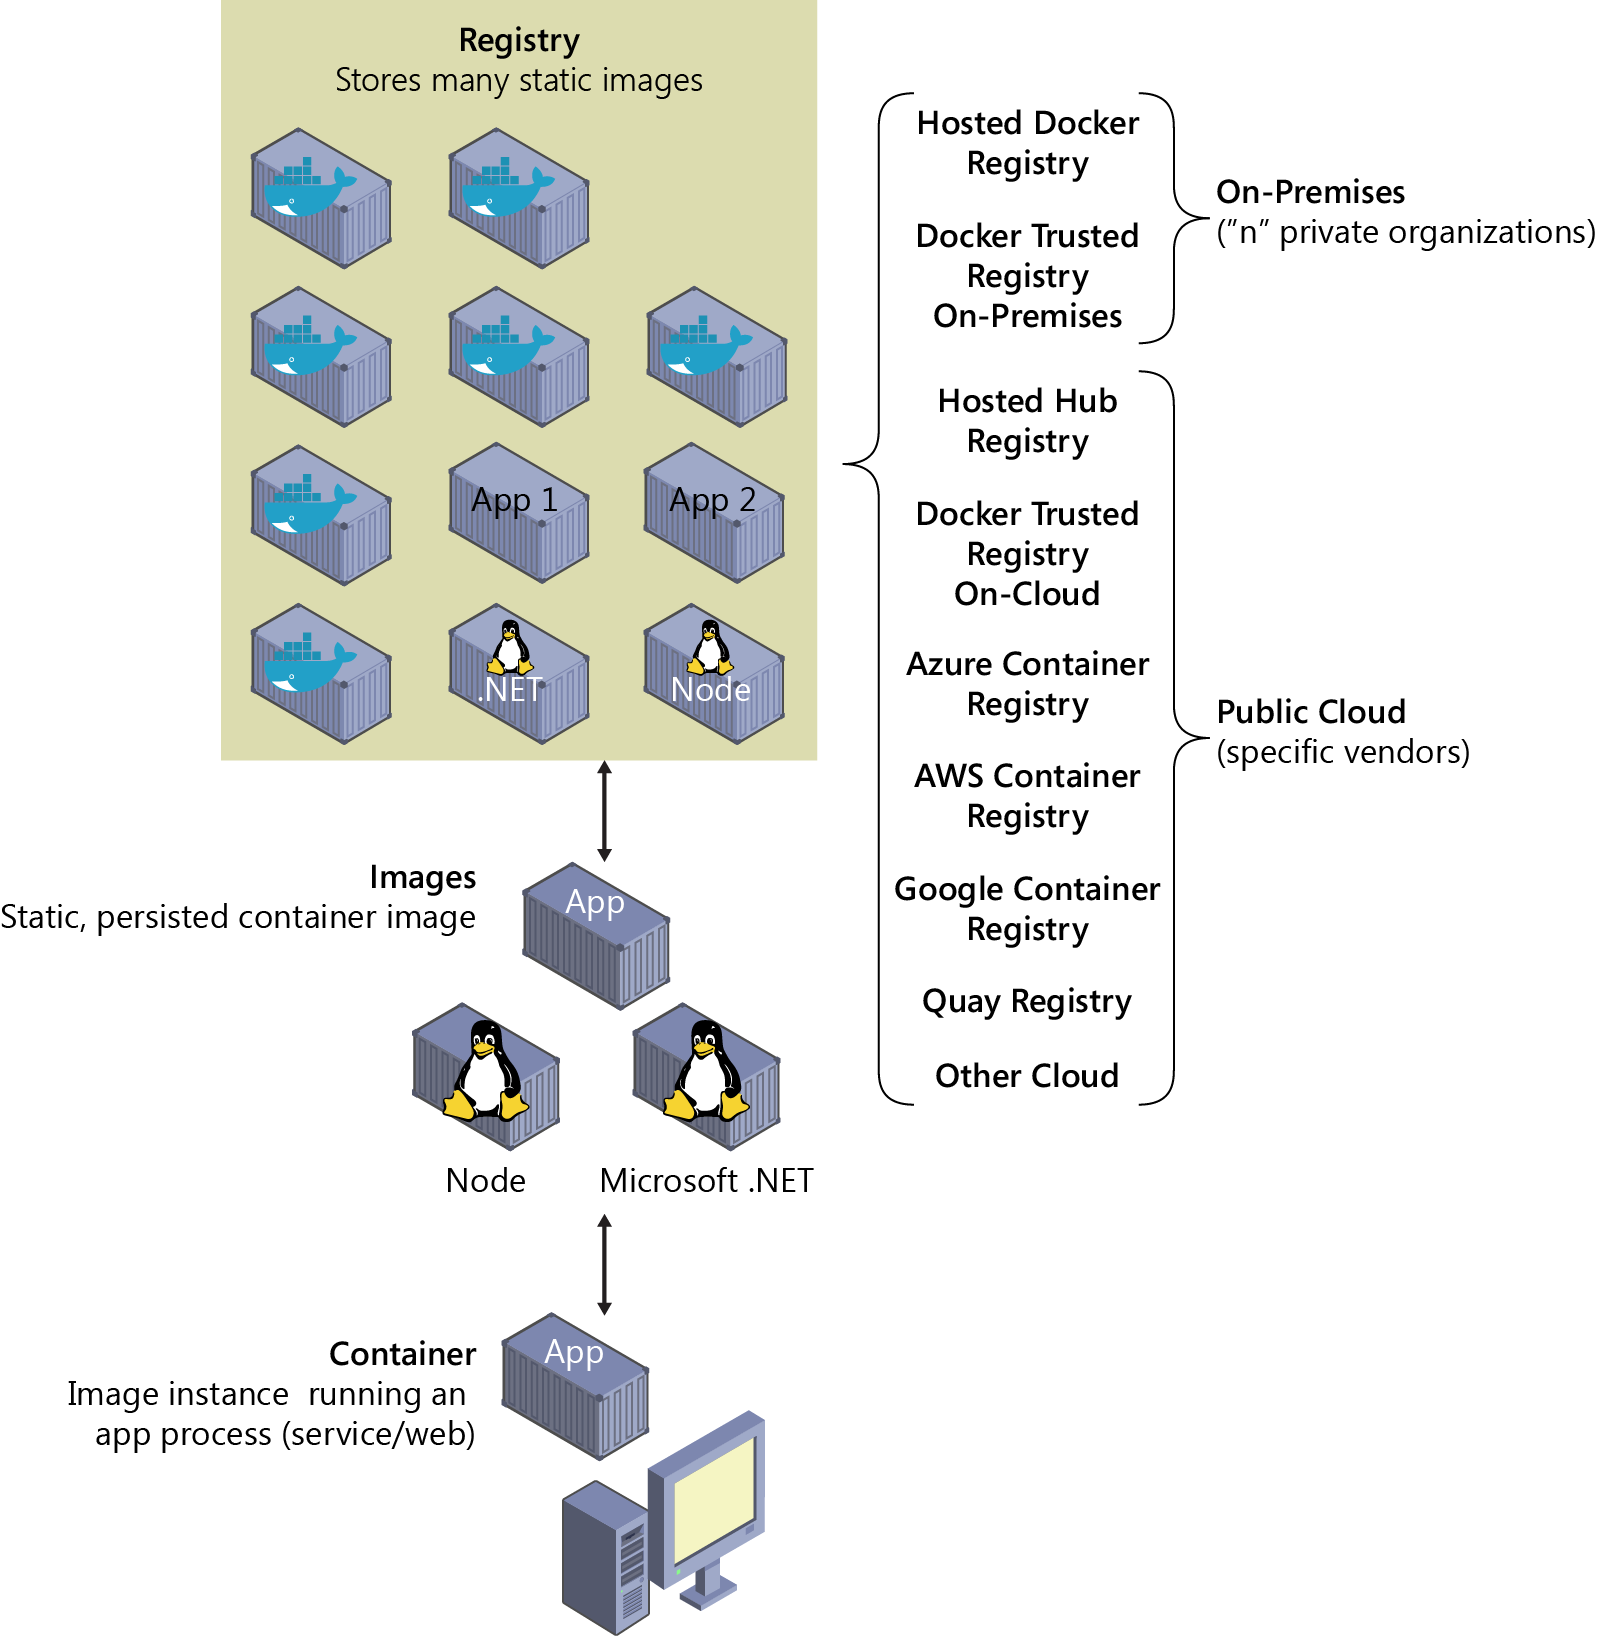 Registry
Stores many static images
App 1
App 2
.NET
Node
Hosted Docker
Registry
Docker Trusted
Registry
On-Premises
Hosted Hub
Registry
Docker Trusted
Registry
On-Cloud
Azure Container
Registry
AWS Container
Registry
Google Container
Registry
Quay Registry
Other Cloud
On-Premises
(”n” private organizations)
Public Cloud
(specific vendors)
Images
Static, persisted container image
App
Node
Microsoft .NET
Container
Image instance running an
app process (service/web)
App